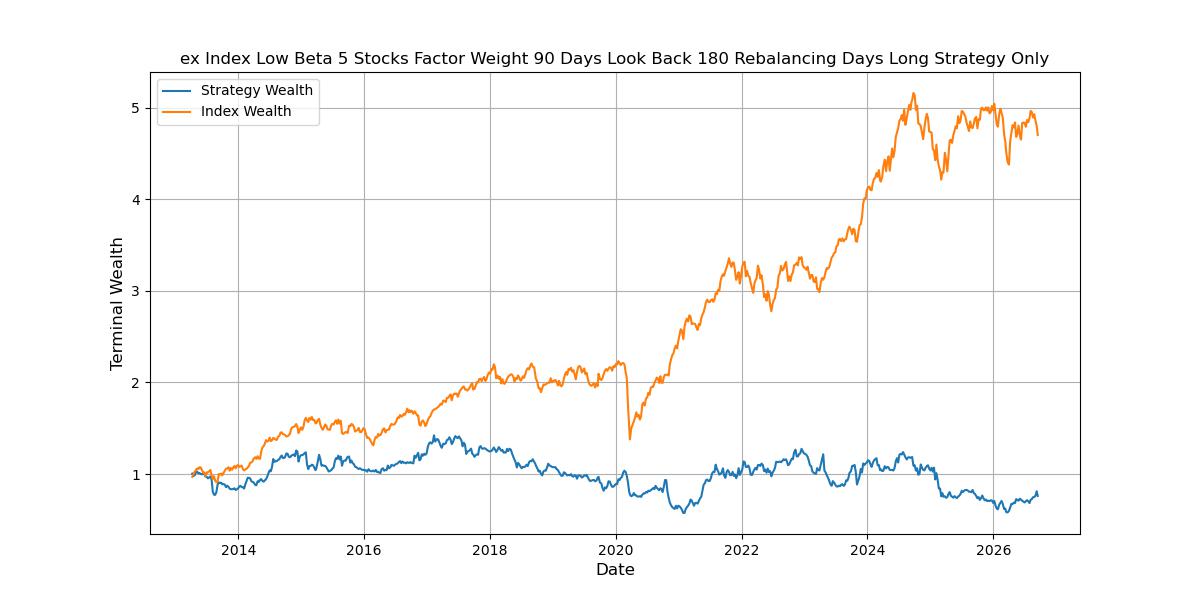 ex Index Low Beta 5 Stocks Factor Weight 90 Days Look Back 180 Rebalancing Days Long Strategy Only
Strategy Wealth
Index Wealth
Terminal Wealth
5
4
3
2
1
2014 2016 2018 2020 2022 2024 2026
Date